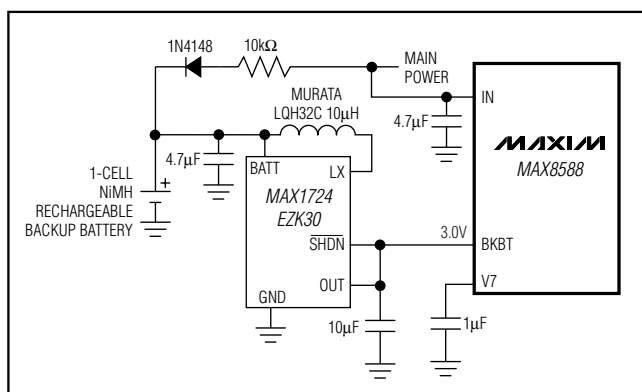 1N4148
10kΩ
MAIN
POWER
MURATA
LQH32C 10µH
4.7µF
IN
MAXIM
MAX8588
4.7µF
BATT
LX
1-CELL
NiMH
RECHARGEABLE
BACKUP BATTERY
+
MAX1724
EZK30
SHDN
3.0V
BKBT
OUT
V7
GND
10µF
1µF